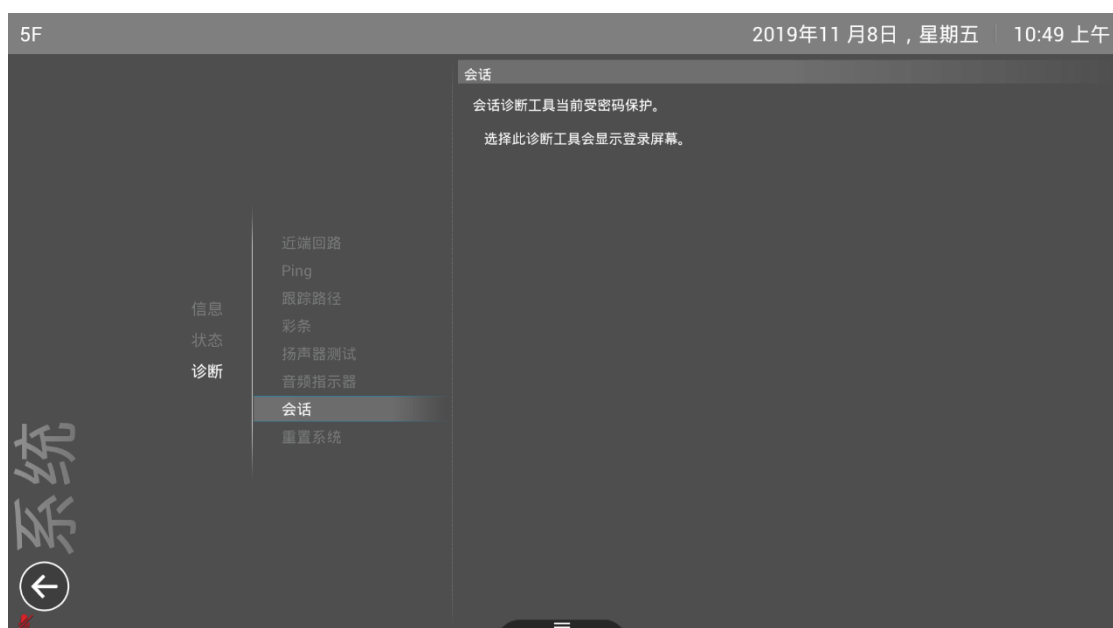 5F
2019年11月8日，星期五
10:49 上午
会话
会话诊断工具当前受密码保护。
选择此诊断工具会显示登录屏幕。
近端回路
Ping
跟踪路径
彩条
扬声器测试
音频指示器
会话
重置系统
信息
状态
诊断
系统